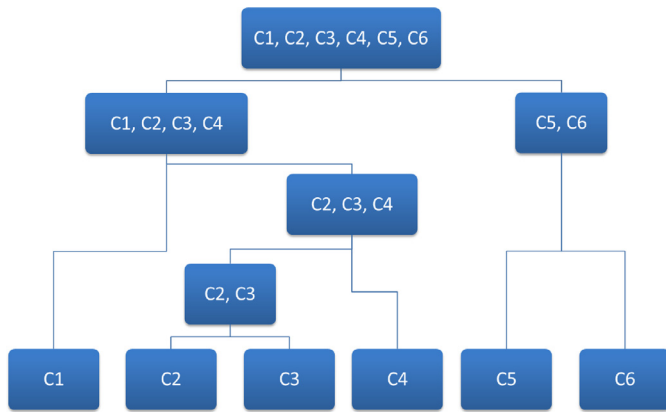 C1, C2, C3, C4, C5, C6
C1, C2, C3, C4
C5, C6
C2, C3, C4
C2, C3
C1
C2
C3
C4
C5
C6